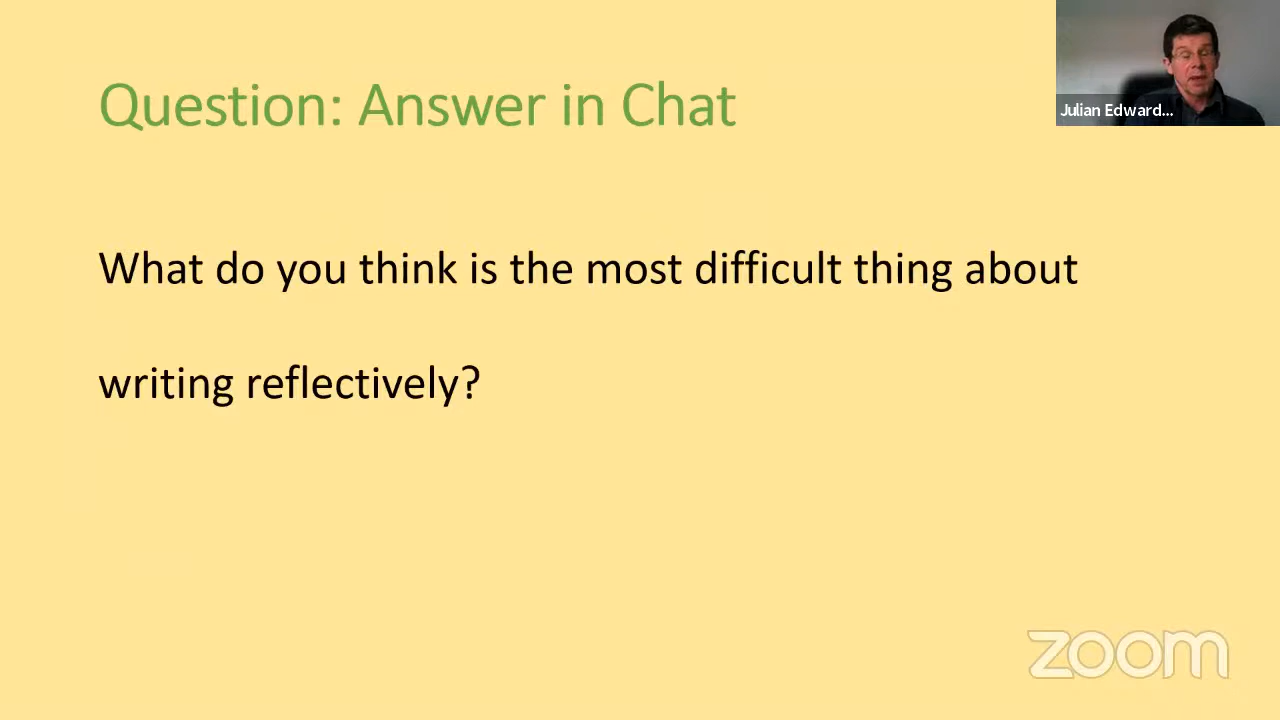 Question: Answer in Chat
Julian Edward...
What do you think is the most difficult thing about
writing reflectively?
zoom